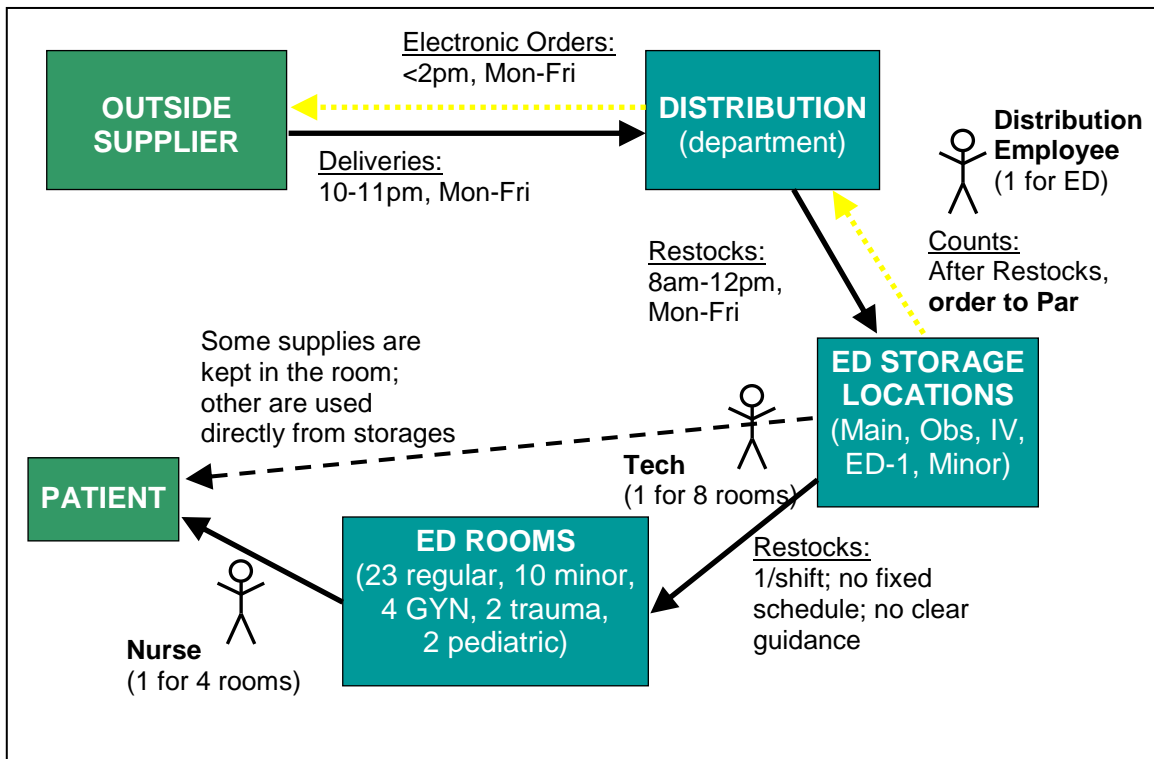 Electronic Orders:
<2pm, Mon-Fri
OUTSIDE
SUPPLIER
DISTRIBUTION
(department)
Distribution
Employee
(1 for ED)
Deliveries:
10-11pm, Mon-Fri
Restocks:
8am-12pm,
Mon-Fri
Counts:
After Restocks,
order to Par
Some supplies are
kept in the room;
other are used
directly from storages
ED STORAGE
LOCATIONS
(Main, Obs, IV,
ED-1, Minor)
Tech
(1 for 8 rooms)
PATIENT
ED ROOMS
(23 regular, 10 minor,
4 GYN, 2 trauma,
2 pediatric)
Restocks:
1/shift; no fixed
schedule; no clear
guidance
Nurse
(1 for 4 rooms)